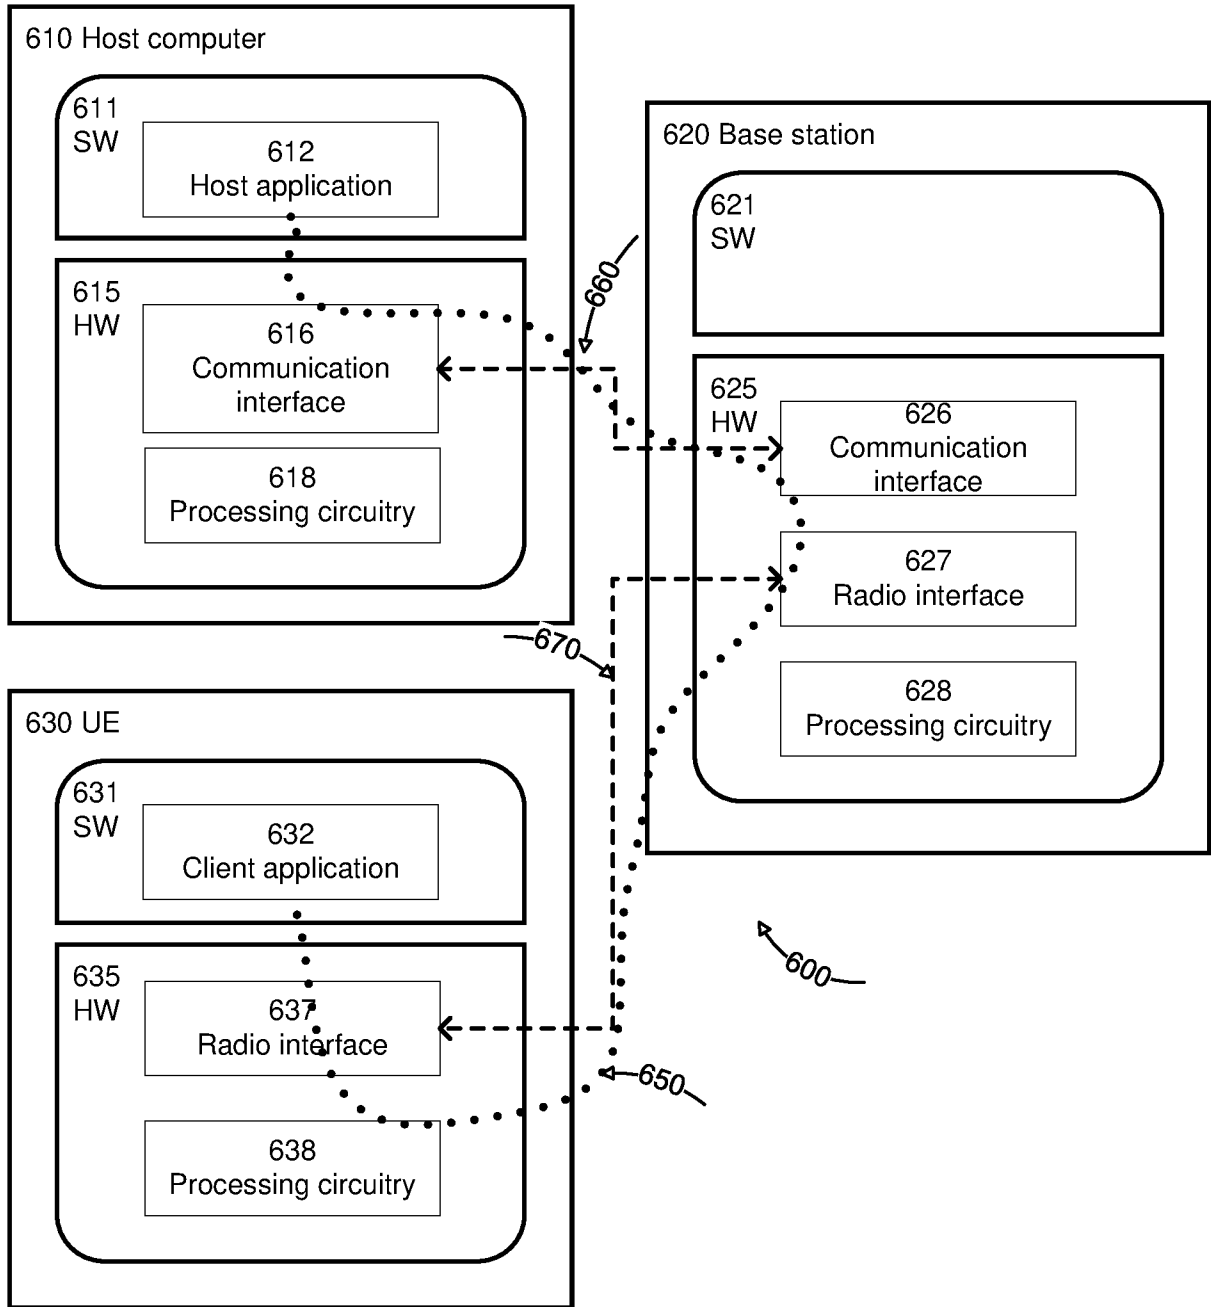 610 Host computer
611
SW
612
Host application
615
HW
616
Communication
interface
618
Processing circuitry
660
620 Base station
621
SW
625
HW
626
Communication
interface
627
Radio interface
628
Processing circuitry
670
630 UE
631
SW
632
Client application
635
HW
637
Radio interface
638
Processing circuitry
650
600